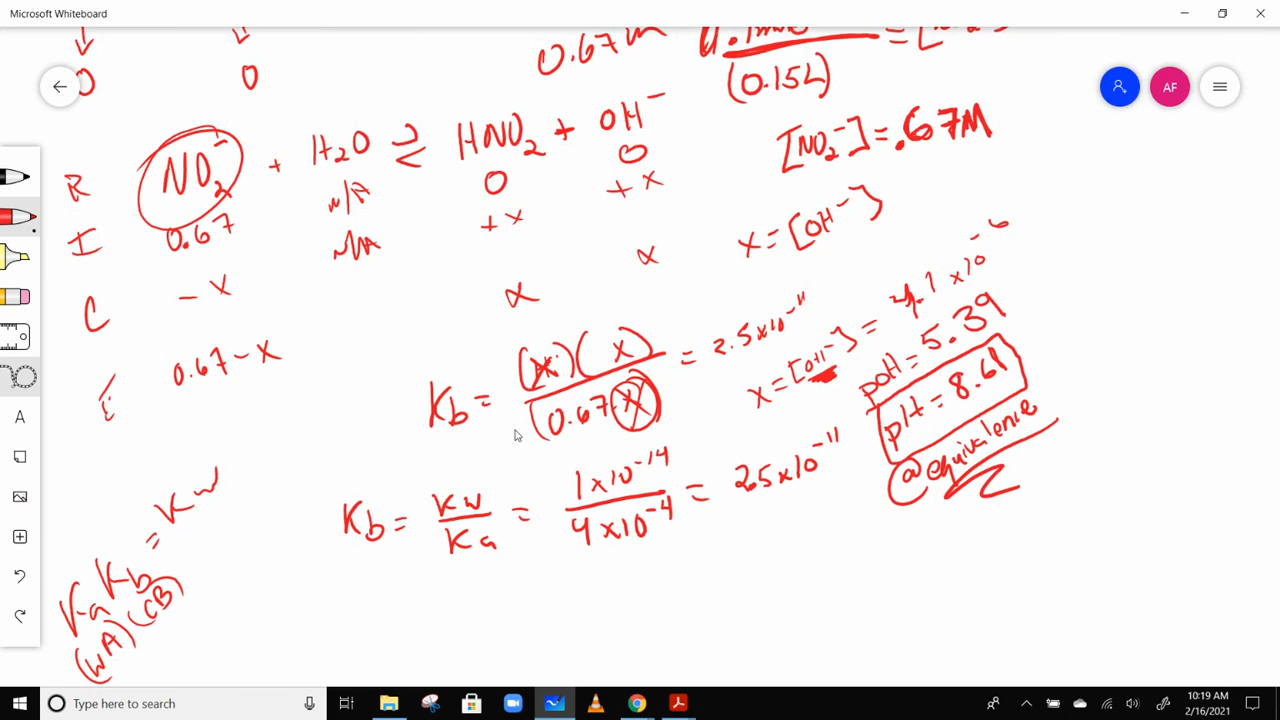 Microsoft Whiteboard
0 0 0.67M
(0.15L)
AF
R NO₂⁻ + H₂O ⇌ HNO₂ + OH⁻
[NO₂⁻] = .67M
I 0.67 N/A 0 0
C - x N/A + x + x
E 0.67 - x x x
x = [OH⁻]
Kb = (x)(x) / (0.67-x) = 2.5x10⁻¹¹
x = [OH⁻] = 4.1 x10⁻⁶
pOH = 5.39
pH = 8.61
@equivalence
Kb = Kw / Ka = 1x10⁻¹⁴ / 4x10⁻⁴ = 2.5x10⁻¹¹
Ka Kb = Kw
(WA) (CB)
A
Type here to search
10:19 AM
2/16/2021